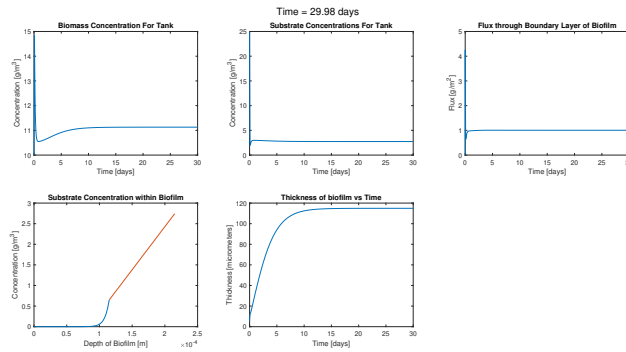 Time = 29.98 days
Biomass Concentration For Tank
Substrate Concentrations For Tank
Flux through Boundary Layer of Biofilm
Concentration [g/m³]
15
14
13
12
11
10
0 5 10 15 20 25 30
Time [days]
Concentration [g/m³]
25
20
15
10
5
0
0 5 10 15 20 25 30
Time [days]
Flux [g/m²]
5
4
3
2
1
0
0 5 10 15 20 25 30
Time [days]
Substrate Concentration within Biofilm
Thickness of biofilm vs Time
Concentration [g/m³]
3
2.5
2
1.5
1
0.5
0
0 0.5 1 1.5 2 2.5
Depth of Biofilm [m]
×10⁻⁴
Thickness [micrometers]
120
100
80
60
40
20
0
0 5 10 15 20 25 30
Time [days]